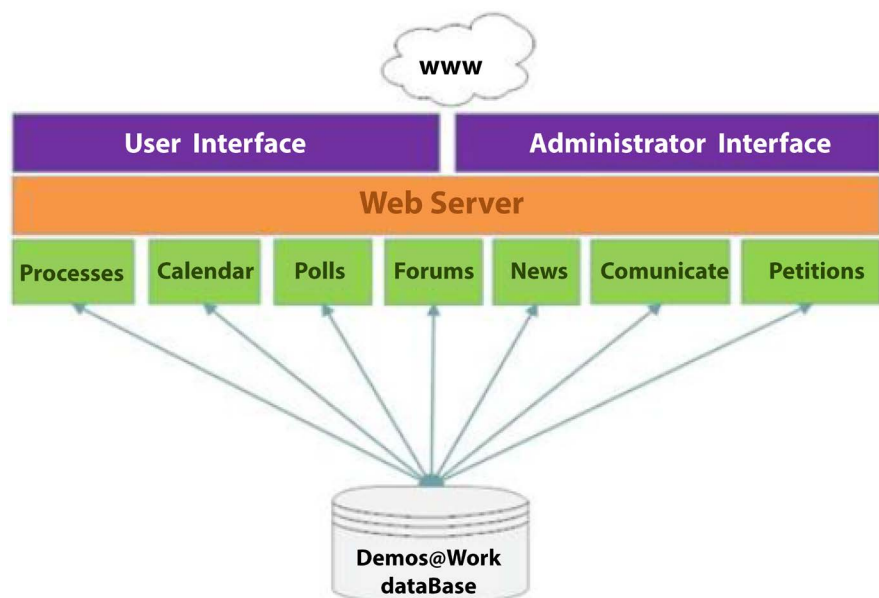 www
User Interface
Administrator Interface
Web Server
Processes
Calendar
Polls
Forums
News
Comunicate
Petitions
Demos@Work
dataBase